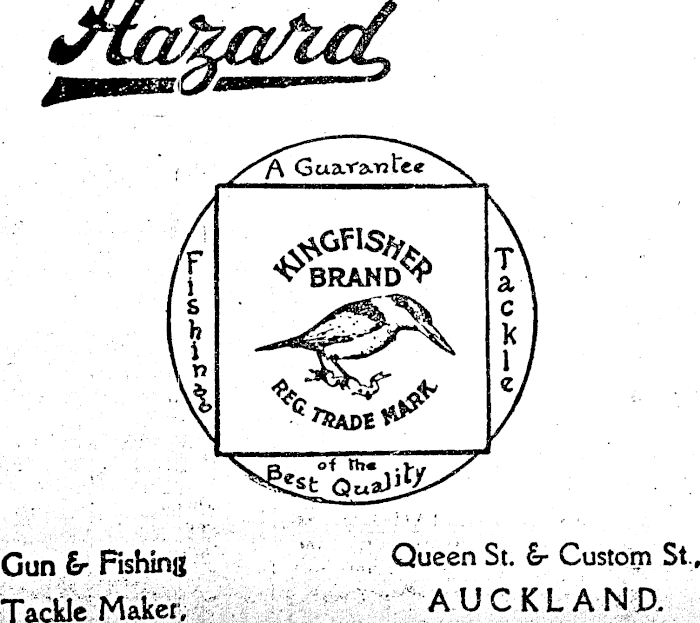 Hazard
A Guarantee
Fishing
Tackle
KINGFISHER
BRAND
REG. TRADE MARK
of the
Best Quality
Gun & Fishing
Tackle Maker,
Queen St. & Custom St.,
AUCKLAND.